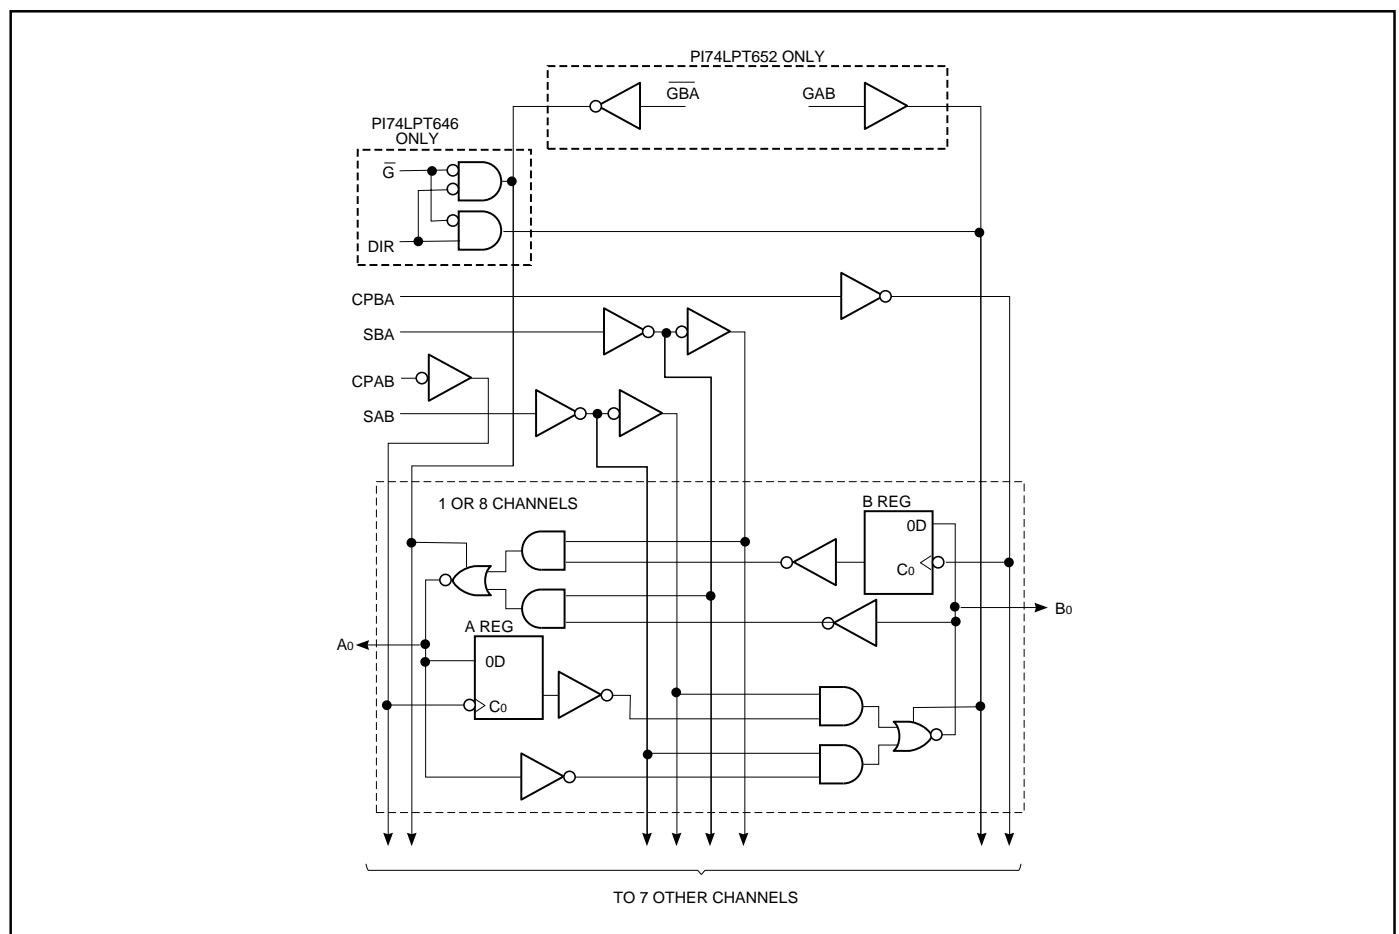 PI74LPT652 ONLY
G̅B̅A̅
GAB
PI74LPT646
ONLY
G̅
DIR
CPBA
SBA
CPAB
SAB
1 OR 8 CHANNELS
B REG
0D
C0
B0
A REG
A0
0D
C0
TO 7 OTHER CHANNELS